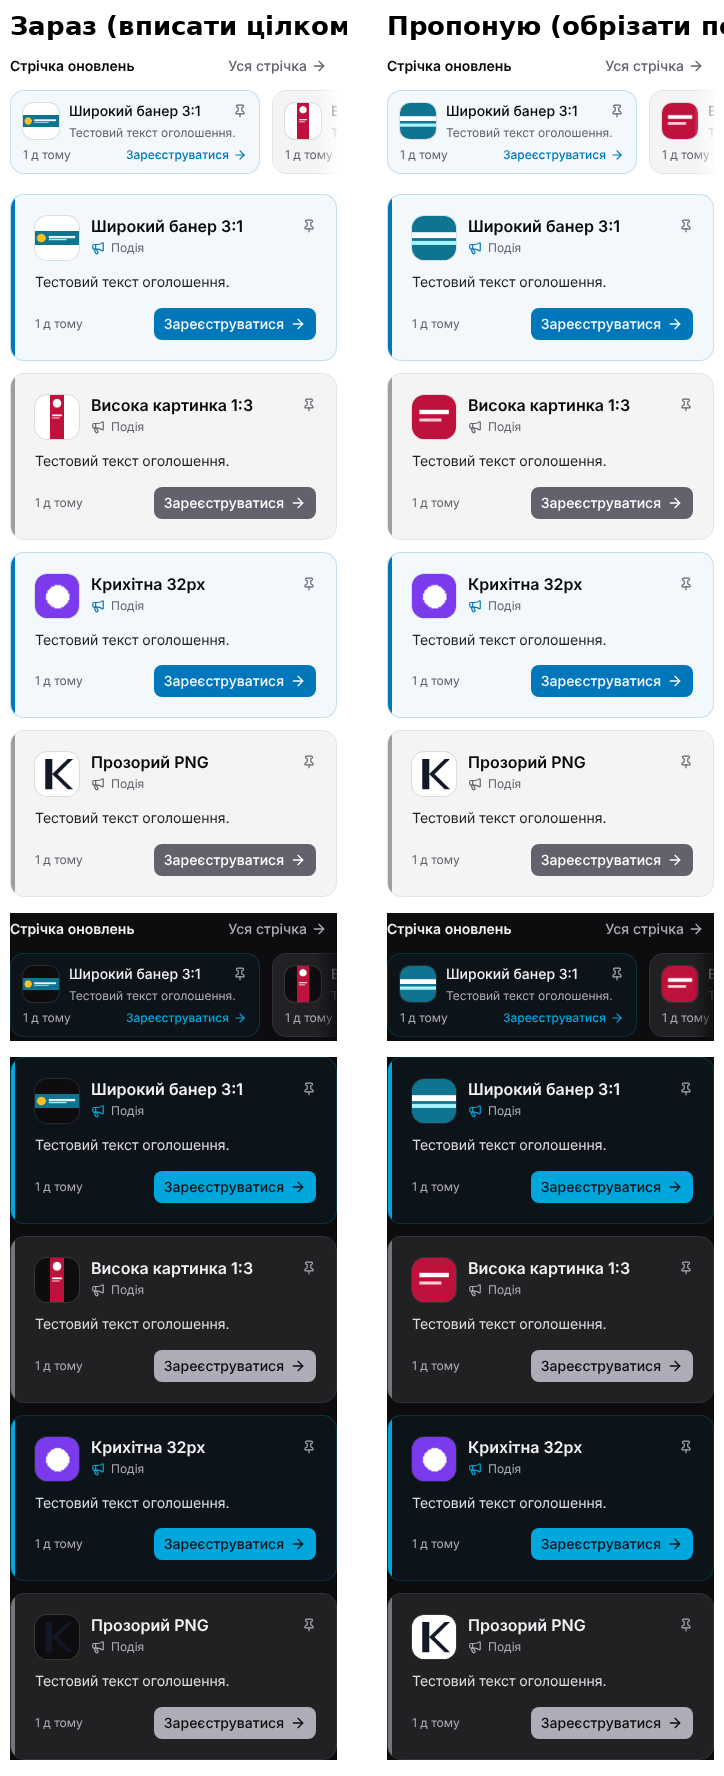 Зараз (вписати цілком
Стрічка оновлень
Уся стрічка →
Широкий банер 3:1
Тестовий текст оголошення.
1 д тому
Зареєструватися →
1 д тому
Широкий банер 3:1
Подія
Тестовий текст оголошення.
1 д тому
Зареєструватися →
Висока картинка 1:3
Подія
Тестовий текст оголошення.
1 д тому
Зареєструватися →
Крихітна 32px
Подія
Тестовий текст оголошення.
1 д тому
Зареєструватися →
K
Прозорий PNG
Подія
Тестовий текст оголошення.
1 д тому
Зареєструватися →
Стрічка оновлень
Уся стрічка →
Широкий банер 3:1
Тестовий текст оголошення.
1 д тому
Зареєструватися →
1 д тому
Широкий банер 3:1
Подія
Тестовий текст оголошення.
1 д тому
Зареєструватися →
Висока картинка 1:3
Подія
Тестовий текст оголошення.
1 д тому
Зареєструватися →
Крихітна 32px
Подія
Тестовий текст оголошення.
1 д тому
Зареєструватися →
K
Прозорий PNG
Подія
Тестовий текст оголошення.
1 д тому
Зареєструватися →
Пропоную (обрізати
Стрічка оновлень
Уся стрічка →
Широкий банер 3:1
Тестовий текст оголошення.
1 д тому
Зареєструватися →
1 д тому
Широкий банер 3:1
Подія
Тестовий текст оголошення.
1 д тому
Зареєструватися →
Висока картинка 1:3
Подія
Тестовий текст оголошення.
1 д тому
Зареєструватися →
Крихітна 32px
Подія
Тестовий текст оголошення.
1 д тому
Зареєструватися →
K
Прозорий PNG
Подія
Тестовий текст оголошення.
1 д тому
Зареєструватися →
Стрічка оновлень
Уся стрічка →
Широкий банер 3:1
Тестовий текст оголошення.
1 д тому
Зареєструватися →
1 д тому
Широкий банер 3:1
Подія
Тестовий текст оголошення.
1 д тому
Зареєструватися →
Висока картинка 1:3
Подія
Тестовий текст оголошення.
1 д тому
Зареєструватися →
Крихітна 32px
Подія
Тестовий текст оголошення.
1 д тому
Зареєструватися →
K
Прозорий PNG
Подія
Тестовий текст оголошення.
1 д тому
Зареєструватися →